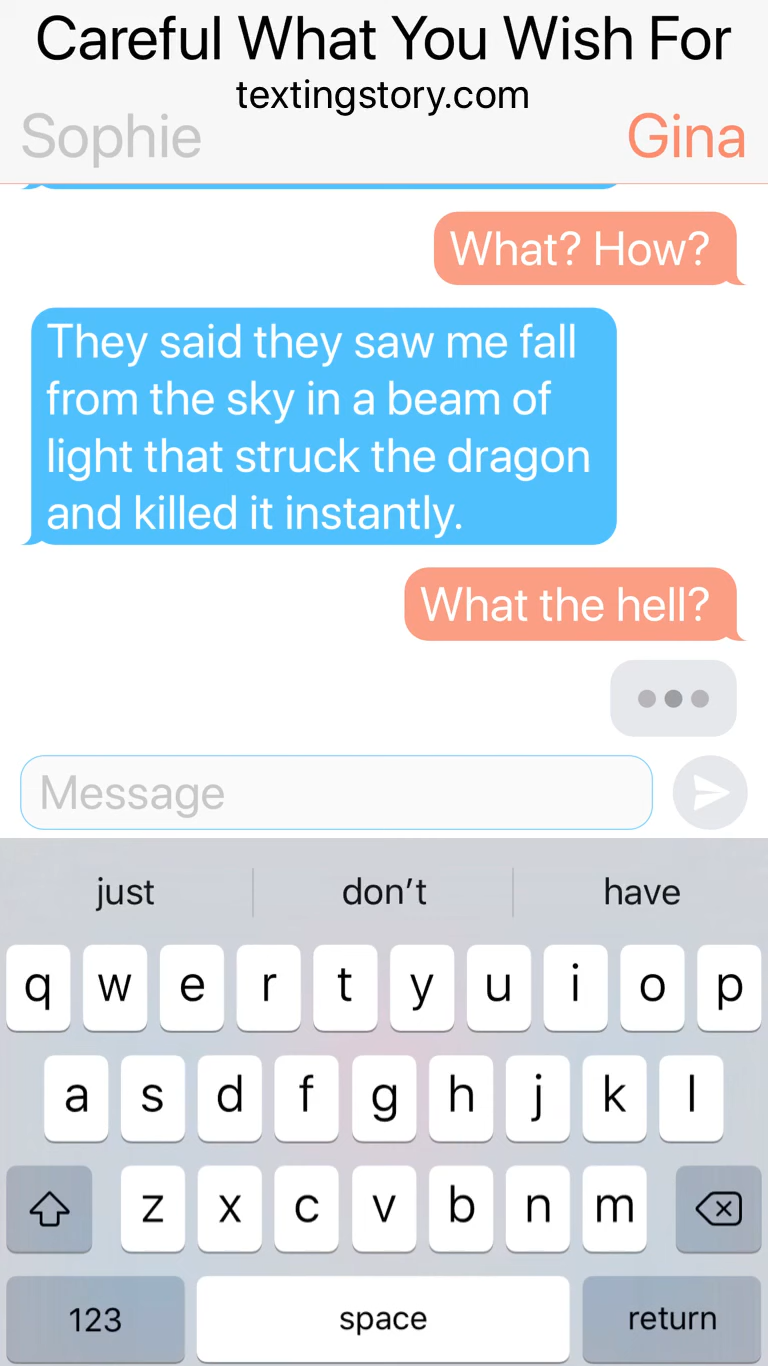 Careful What You Wish For
textingstory.com
Sophie
Gina
What? How?
They said they saw me fall
from the sky in a beam of
light that struck the dragon
and killed it instantly.
What the hell?
Message
just don’t have
q w e r t y u i o p
a s d f g h j k l
z x c v b n m
123 space return